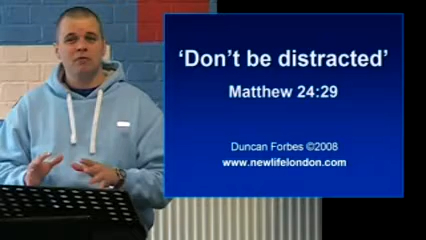 ‘Don’t be distracted’
Matthew 24:29
Duncan Forbes ©2008
www.newlifelondon.com